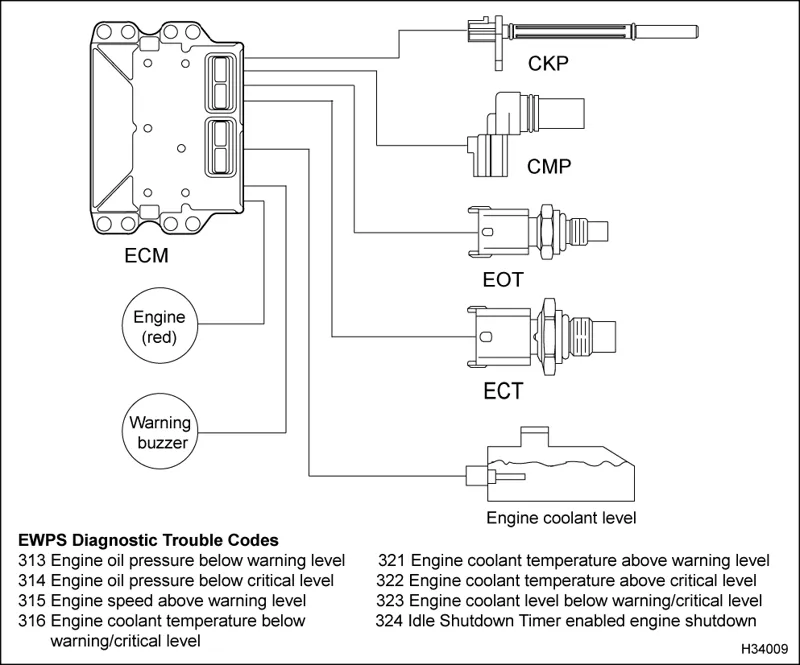 CKP
CMP
ECM
EOT
Engine
(red)
ECT
Warning
buzzer
Engine coolant level
EWPS Diagnostic Trouble Codes
313 Engine oil pressure below warning level
314 Engine oil pressure below critical level
315 Engine speed above warning level
316 Engine coolant temperature below
warning/critical level
321 Engine coolant temperature above warning level
322 Engine coolant temperature above critical level
323 Engine coolant level below warning/critical level
324 Idle Shutdown Timer enabled engine shutdown
H34009